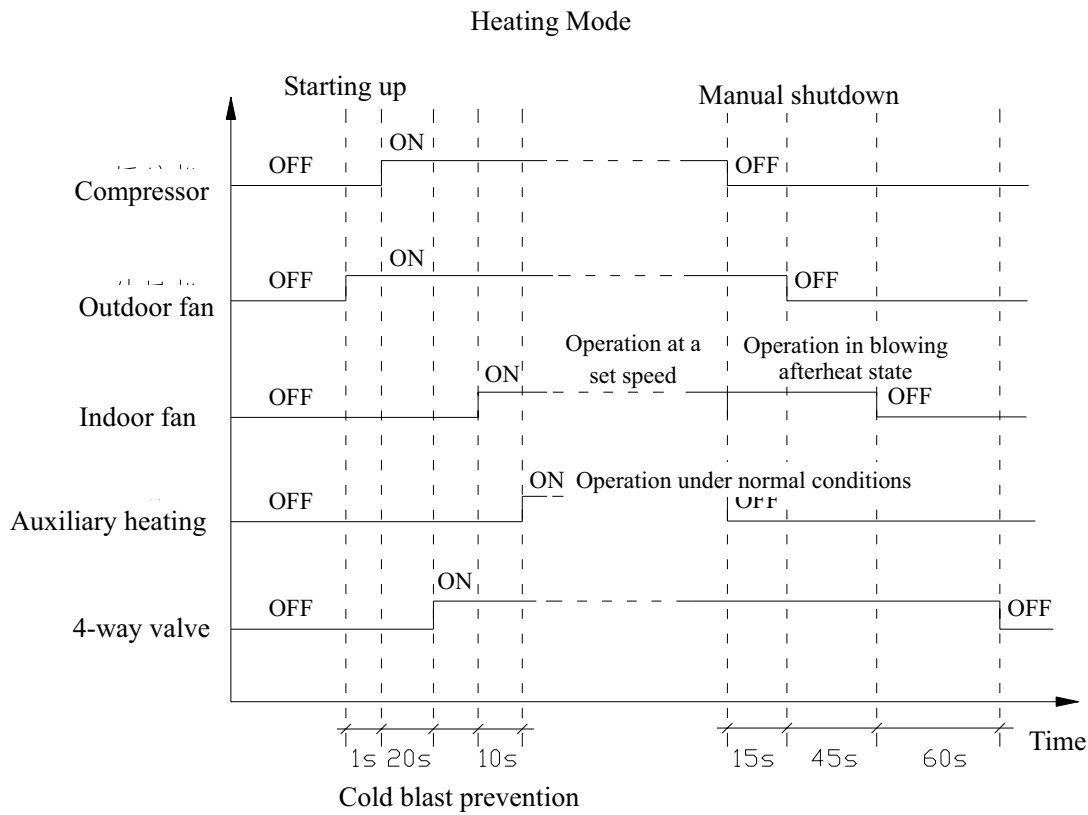 Heating Mode
Starting up
Manual shutdown
ON
OFF
OFF
Compressor
ON
OFF
OFF
Outdoor fan
Operation at a
set speed
Operation in blowing
afterheat state
ON
OFF
OFF
Indoor fan
ON
Operation under normal conditions
OFF
OFF
Auxiliary heating
ON
OFF
OFF
4-way valve
Time
1s 20s 10s 15s 45s 60s
Cold blast prevention